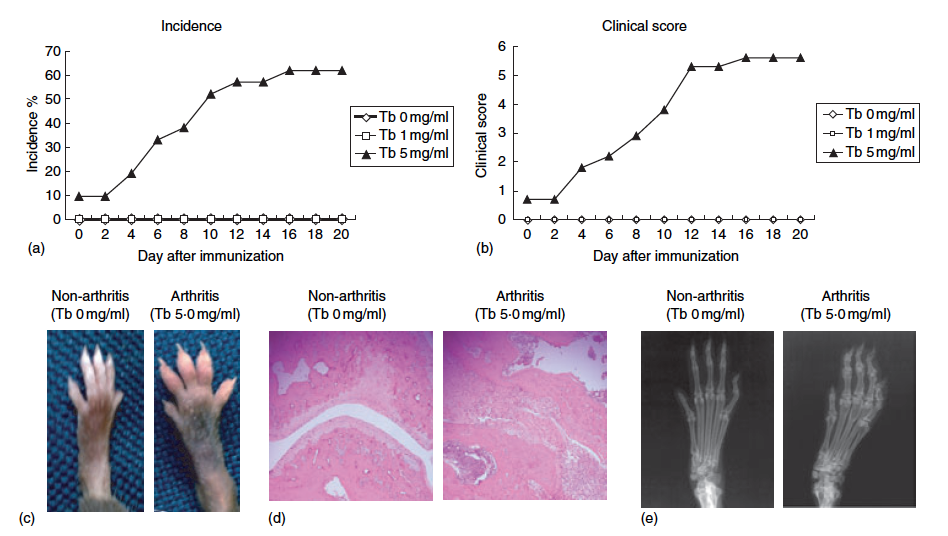 Incidence
70
60
50
40
30
20
10
0
Incidence %
0 2 4 6 8 10 12 14 16 18 20
Day after immunization
Tb 0 mg/ml
Tb 1 mg/ml
Tb 5 mg/ml
(a)
Clinical score
6
5
4
3
2
1
0
Clinical score
0 2 4 6 8 10 12 14 16 18 20
Day after immunization
Tb 0 mg/ml
Tb 1 mg/ml
Tb 5 mg/ml
(b)
Non-arthritis
(Tb 0 mg/ml)
Arthritis
(Tb 5·0 mg/ml)
(c)
Non-arthritis
(Tb 0 mg/ml)
Arthritis
(Tb 5·0 mg/ml)
(d)
Non-arthritis
(Tb 0 mg/ml)
Arthritis
(Tb 5·0 mg/ml)
(e)